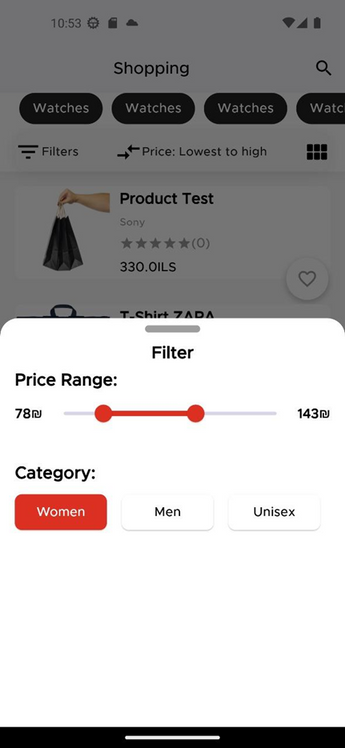 10:53
Shopping
Watches Watches Watches Watc
Filters Price: Lowest to high
Product Test
Sony
(0)
330.0ILS
T-Shirt ZARA
Filter
Price Range:
78₪ 143₪
Category:
Women Men Unisex